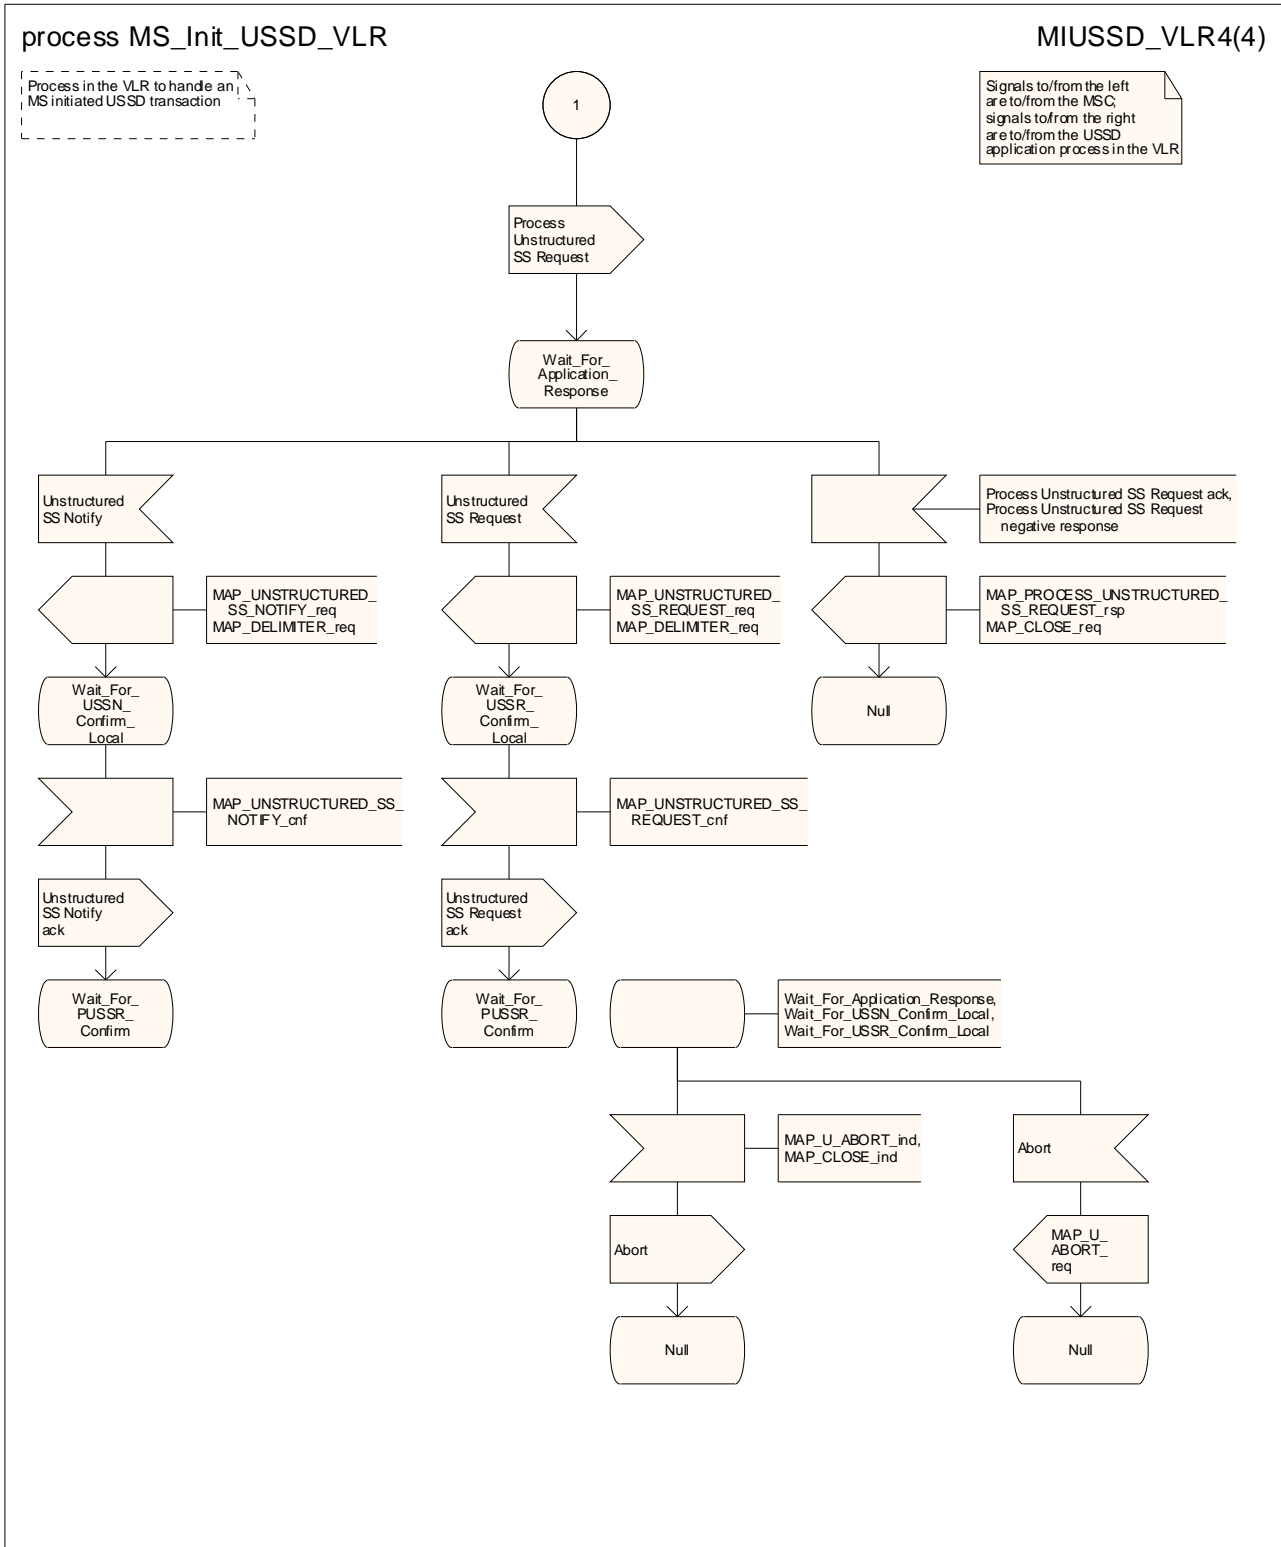 process MS_Init_USSD_VLR
MIUSSD_VLR4(4)
Process in the VLR to handle an
MS initiated USSD transaction
1
Signals to/from the left
are to/from the MSC;
signals to/from the right
are to/from the USSD
application process in the VLR
Process
Unstructured
SS Request
Wait_For_
Application_
Response
Unstructured
SS Notify
Unstructured
SS Request
Process Unstructured SS Request ack,
Process Unstructured SS Request
negative response
MAP_UNSTRUCTURED_
SS_NOTIFY_req
MAP_DELIMITER_req
MAP_UNSTRUCTURED_
SS_REQUEST_req
MAP_DELIMITER_req
MAP_PROCESS_UNSTRUCTURED_
SS_REQUEST_rsp
MAP_CLOSE_req
Wait_For_
USSN_
Confirm_
Local
Wait_For_
USSR_
Confirm_
Local
Null
MAP_UNSTRUCTURED_SS_
NOTIFY_cnf
MAP_UNSTRUCTURED_SS_
REQUEST_cnf
Unstructured
SS Notify
ack
Unstructured
SS Request
ack
Wait_For_
PUSSR_
Confirm
Wait_For_
PUSSR_
Confirm
Wait_For_Application_Response,
Wait_For_USSN_Confirm_Local,
Wait_For_USSR_Confirm_Local
MAP_U_ABORT_ind,
MAP_CLOSE_ind
Abort
Abort
MAP_U_
ABORT_
req
Null
Null